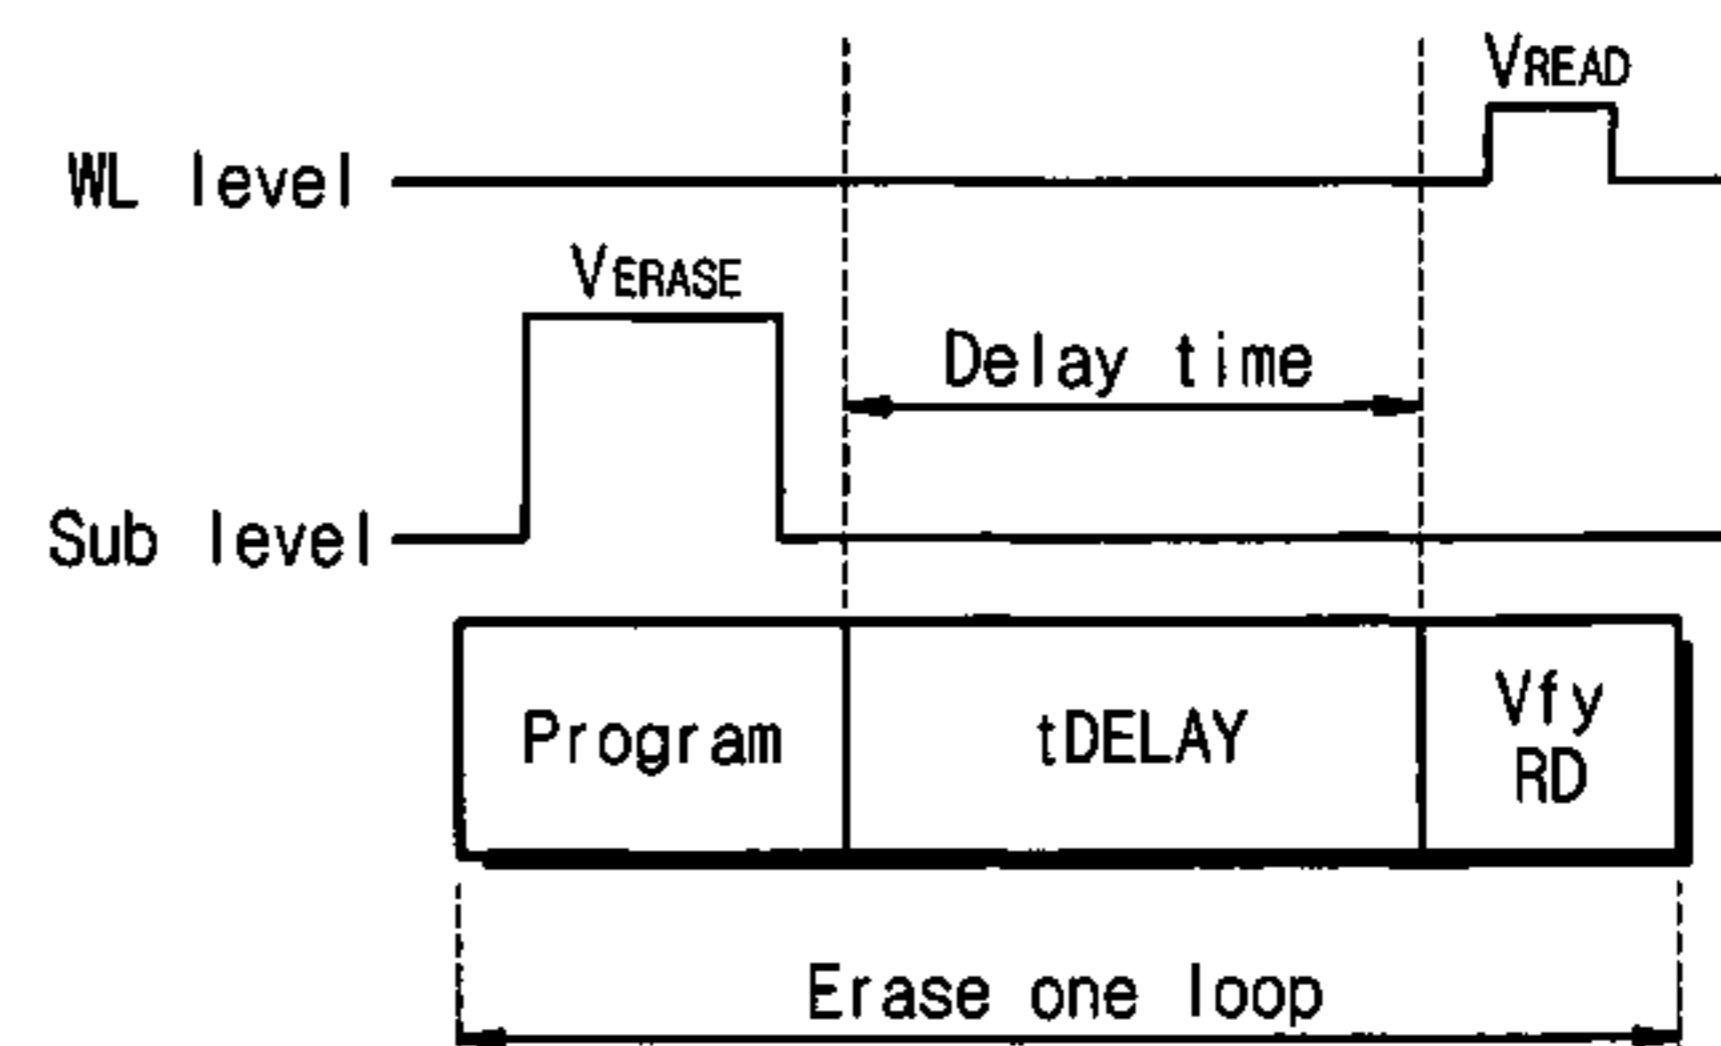 VREAD
WL level
VERASE
Delay time
Sub level
Program
tDELAY
Vfy
RD
Erase one loop